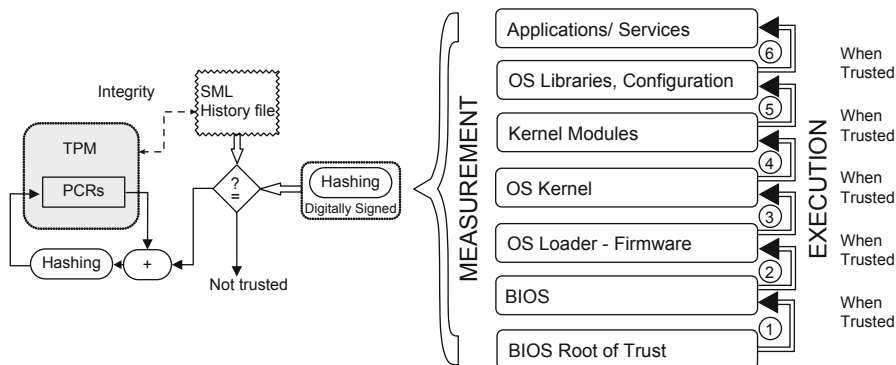 Integrity
SML
History file
TPM
PCRs
Hashing
+
?
=
Not trusted
Hashing
Digitally Signed
MEASUREMENT
Applications/ Services
OS Libraries, Configuration
Kernel Modules
OS Kernel
OS Loader - Firmware
BIOS
BIOS Root of Trust
6
5
4
3
2
1
EXECUTION
When
Trusted
When
Trusted
When
Trusted
When
Trusted
When
Trusted
When
Trusted